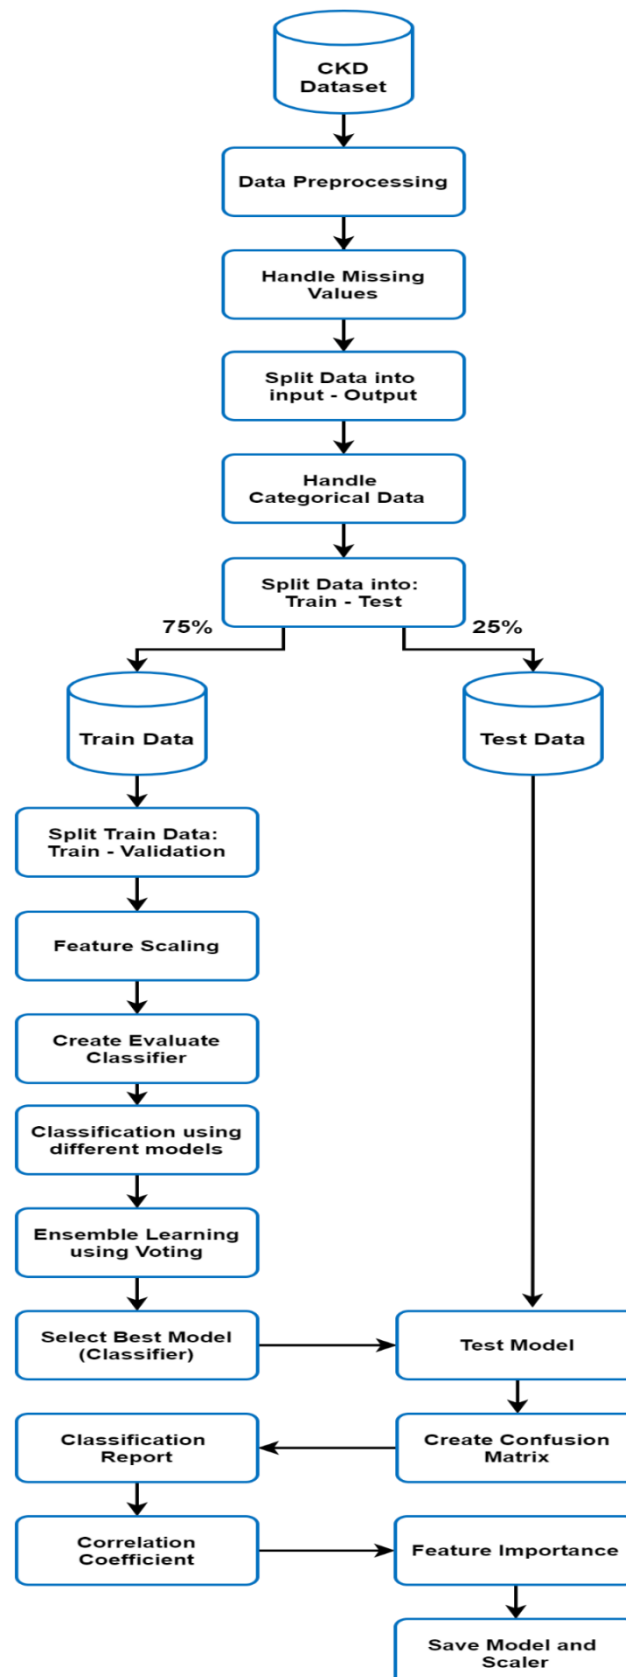 CKD
Dataset
Data Preprocessing
Handle Missing
Values
Split Data into
input - Output
Handle
Categorical Data
Split Data into:
Train - Test
75%
25%
Train Data
Test Data
Split Train Data:
Train - Validation
Feature Scaling
Create Evaluate
Classifier
Classification using
different models
Ensemble Learning
using Voting
Select Best Model
(Classifier)
Test Model
Classification
Report
Create Confusion
Matrix
Correlation
Coefficient
Feature Importance
Save Model and
Scaler